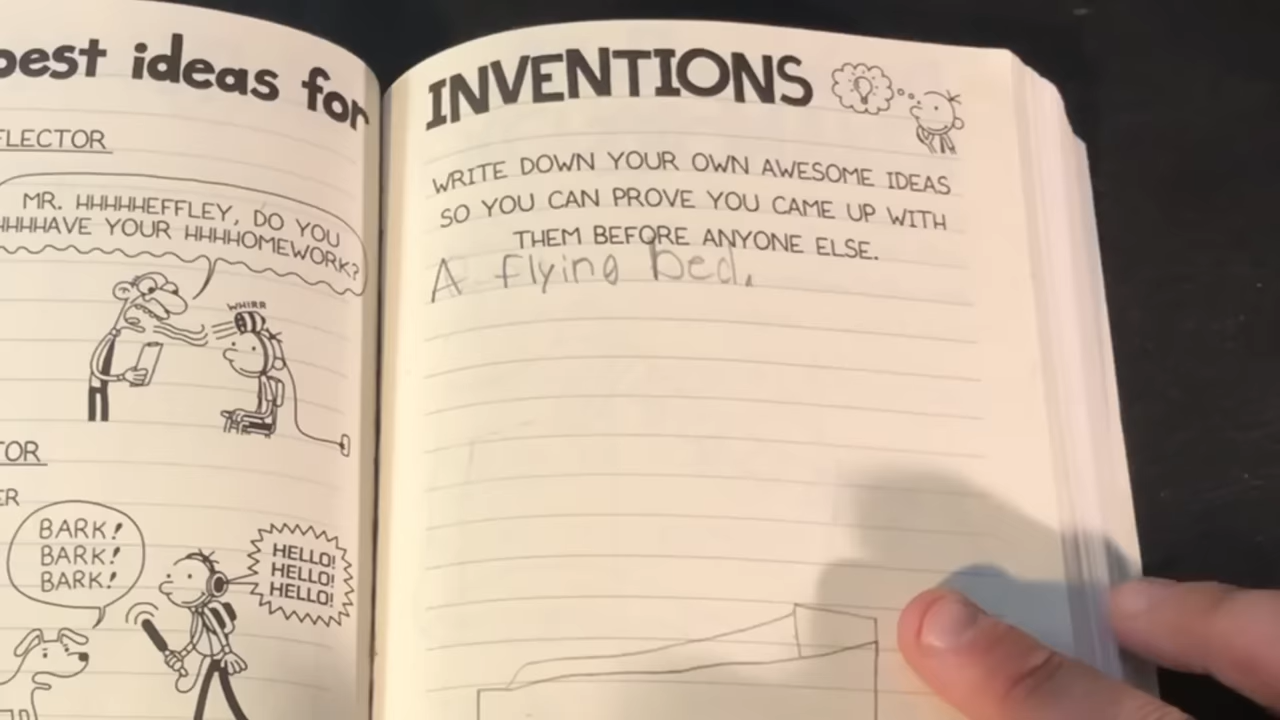 best ideas for
FLECTOR
MR. HHHHHEFFLEY, DO YOU
HHHHAVE YOUR HHHHOMEWORK?
WHIRR
TOR
ER
BARK!
BARK!
BARK!
HELLO!
HELLO!
HELLO!
INVENTIONS
WRITE DOWN YOUR OWN AWESOME IDEAS
SO YOU CAN PROVE YOU CAME UP WITH
THEM BEFORE ANYONE ELSE.
A flying bed.